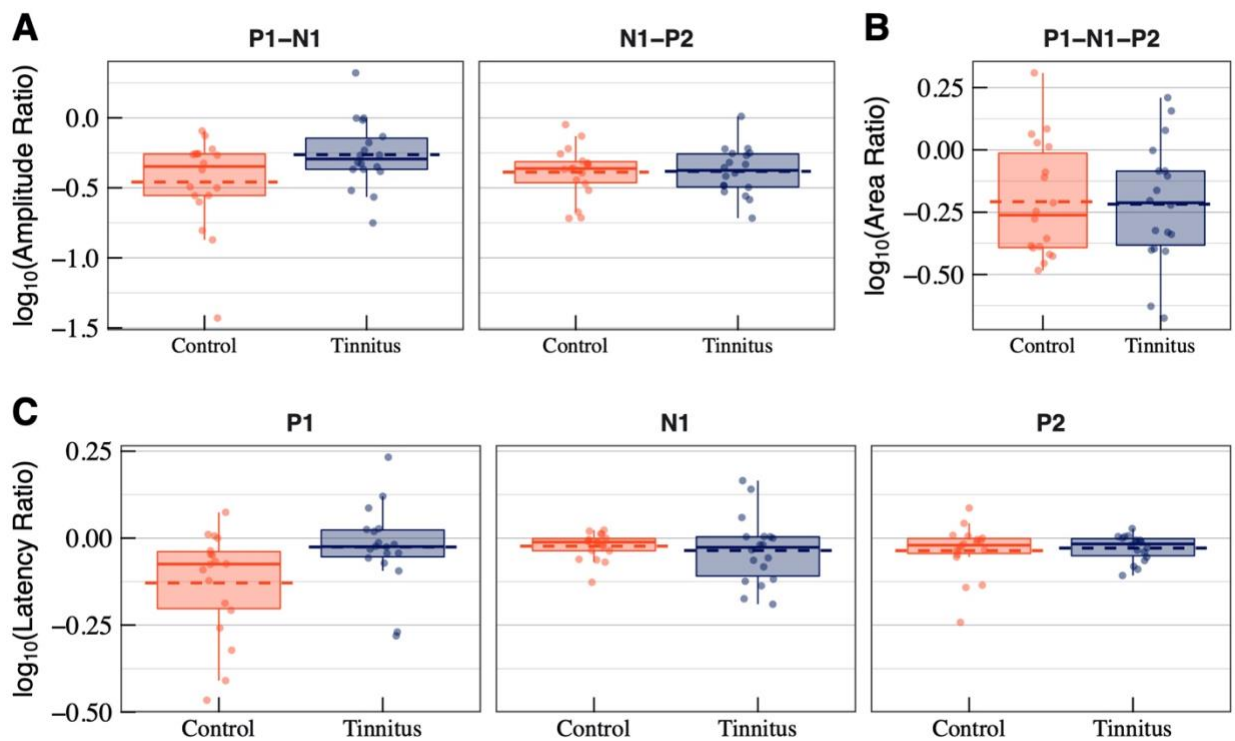 A
P1–N1
N1–P2
log10(Amplitude Ratio)
0.0
−0.5
−1.0
−1.5
Control
Tinnitus
Control
Tinnitus
B
P1–N1–P2
log10(Area Ratio)
0.25
0.00
−0.25
−0.50
Control
Tinnitus
C
P1
N1
P2
log10(Latency Ratio)
0.25
0.00
−0.25
−0.50
Control
Tinnitus
Control
Tinnitus
Control
Tinnitus